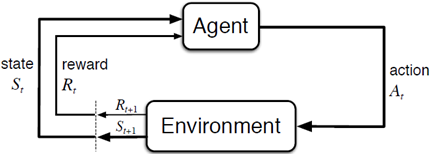 Agent
state
S_t
reward
R_t
action
A_t
R_{t+1}
S_{t+1}
Environment